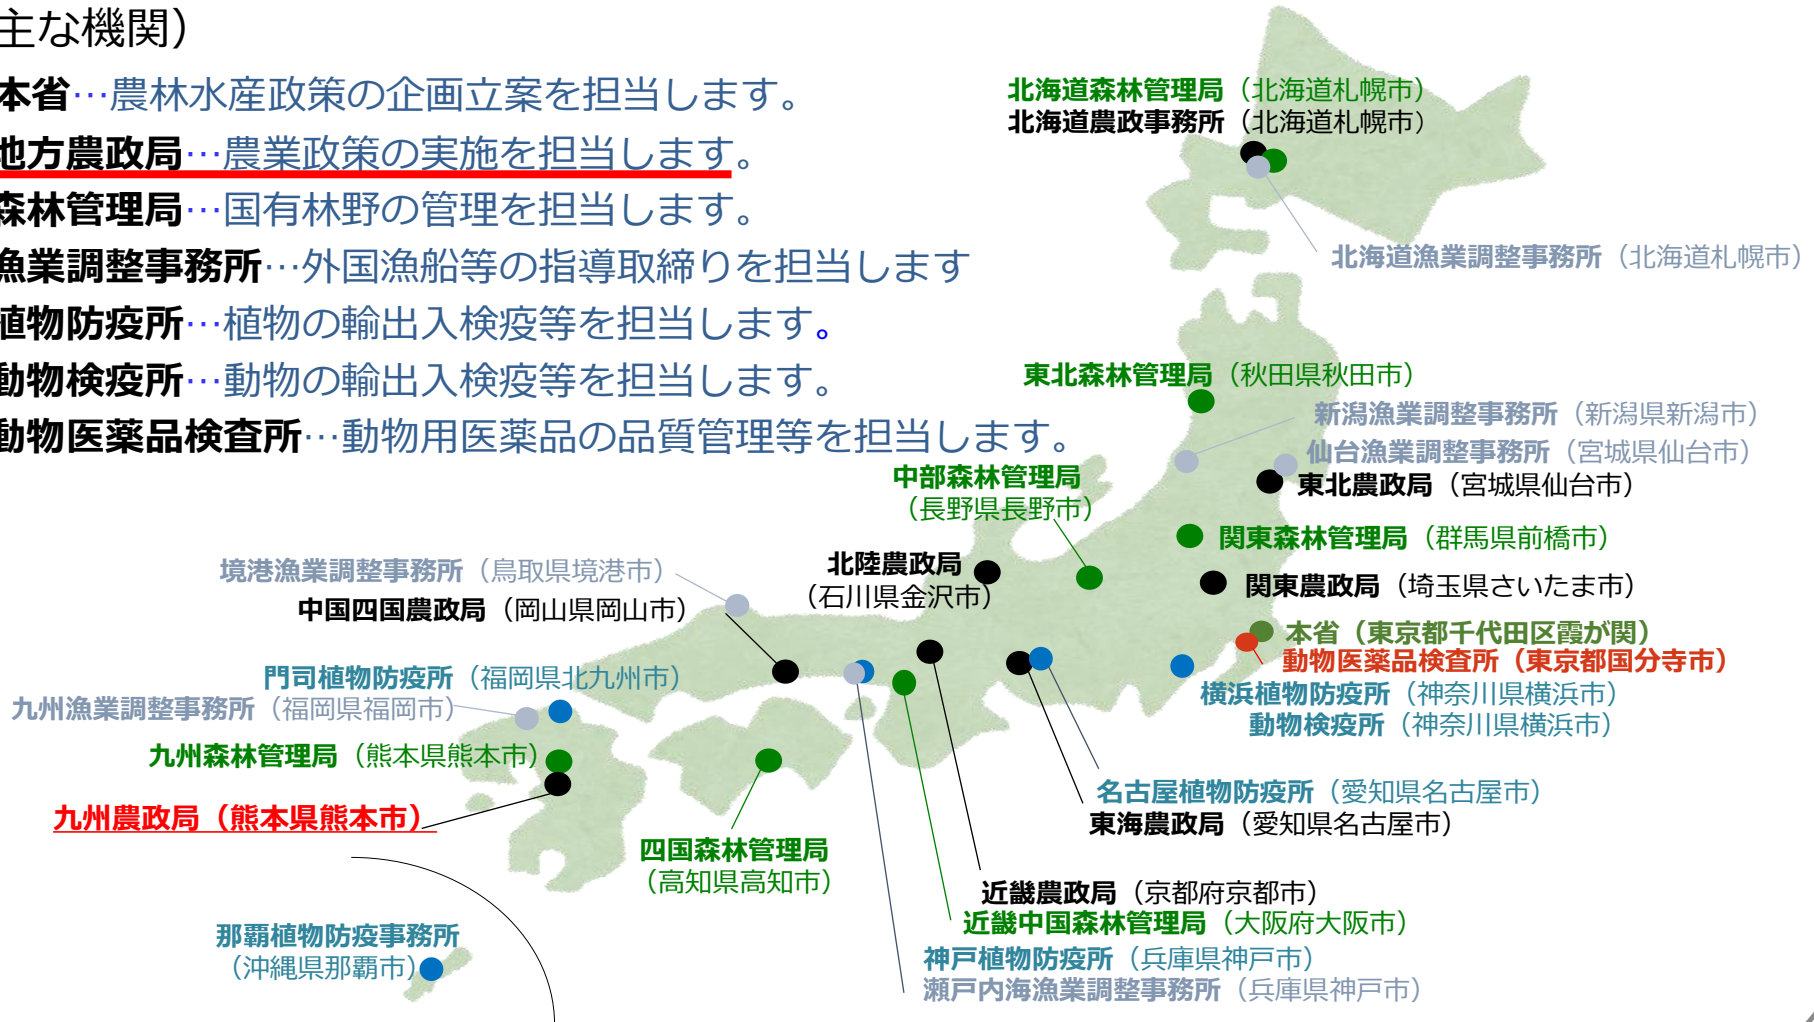 主な機関）
本省…農林水産政策の企画立案を担当します。
地方農政局…農業政策の実施を担当します。
森林管理局…国有林野の管理を担当します。
漁業調整事務所…外国漁船等の指導取締りを担当します
植物防疫所…植物の輸出入検疫等を担当します。
動物検疫所…動物の輸出入検疫等を担当します。
動物医薬品検査所…動物用医薬品の品質管理等を担当します。
北海道森林管理局（北海道札幌市）
北海道農政事務所（北海道札幌市）
北海道漁業調整事務所（北海道札幌市）
東北森林管理局（秋田県秋田市）
新潟漁業調整事務所（新潟県新潟市）
仙台漁業調整事務所（宮城県仙台市）
東北農政局（宮城県仙台市）
中部森林管理局
（長野県長野市）
関東森林管理局（群馬県前橋市）
北陸農政局
（石川県金沢市）
関東農政局（埼玉県さいたま市）
境港漁業調整事務所（鳥取県境港市）
中国四国農政局（岡山県岡山市）
本省（東京都千代田区霞が関）
動物医薬品検査所（東京都国分寺市）
門司植物防疫所（福岡県北九州市）
九州漁業調整事務所（福岡県福岡市）
横浜植物防疫所（神奈川県横浜市）
動物検疫所（神奈川県横浜市）
九州森林管理局（熊本県熊本市）
九州農政局（熊本県熊本市）
名古屋植物防疫所（愛知県名古屋市）
東海農政局（愛知県名古屋市）
四国森林管理局
（高知県高知市）
近畿農政局（京都府京都市）
近畿中国森林管理局（大阪府大阪市）
神戸植物防疫所（兵庫県神戸市）
瀬戸内海漁業調整事務所（兵庫県神戸市）
那覇植物防疫事務所
（沖縄県那覇市）